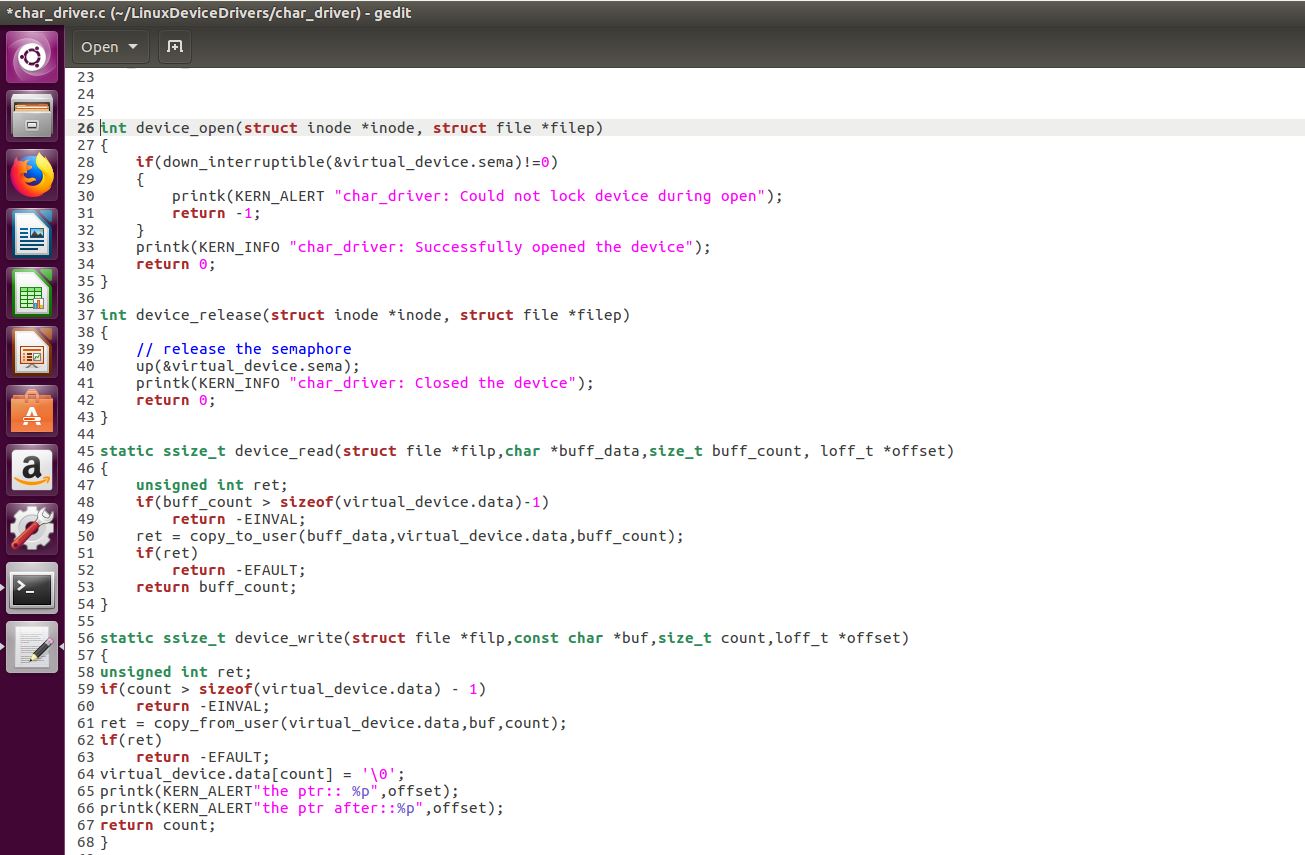 *char_driver.c (~/LinuxDeviceDrivers/char_driver) - gedit
Open
23
24
25
26 int device_open(struct inode *inode, struct file *filep)
27 {
28     if(down_interruptible(&virtual_device.sema)!=0)
29     {
30         printk(KERN_ALERT "char_driver: Could not lock device during open");
31         return -1;
32     }
33     printk(KERN_INFO "char_driver: Successfully opened the device");
34     return 0;
35 }
36
37 int device_release(struct inode *inode, struct file *filep)
38 {
39     // release the semaphore
40     up(&virtual_device.sema);
41     printk(KERN_INFO "char_driver: Closed the device");
42     return 0;
43 }
44
45 static ssize_t device_read(struct file *filp,char *buff_data,size_t buff_count, loff_t *offset)
46 {
47     unsigned int ret;
48     if(buff_count > sizeof(virtual_device.data)-1)
49         return -EINVAL;
50     ret = copy_to_user(buff_data,virtual_device.data,buff_count);
51     if(ret)
52         return -EFAULT;
53     return buff_count;
54 }
55
56 static ssize_t device_write(struct file *filp,const char *buf,size_t count,loff_t *offset)
57 {
58 unsigned int ret;
59 if(count > sizeof(virtual_device.data) - 1)
60     return -EINVAL;
61 ret = copy_from_user(virtual_device.data,buf,count);
62 if(ret)
63     return -EFAULT;
64 virtual_device.data[count] = '\0';
65 printk(KERN_ALERT"the ptr:: %p",offset);
66 printk(KERN_ALERT"the ptr after::%p",offset);
67 return count;
68 }